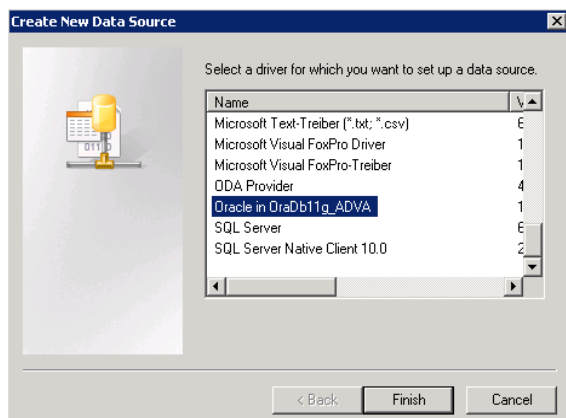 Create New Data Source
Select a driver for which you want to set up a data source.
Name
Microsoft Text-Treiber (*.txt; *.csv)
Microsoft Visual FoxPro Driver
Microsoft Visual FoxPro-Treiber
ODA Provider
Oracle in OraDb11g_ADVA
SQL Server
SQL Server Native Client 10.0
< Back Finish Cancel